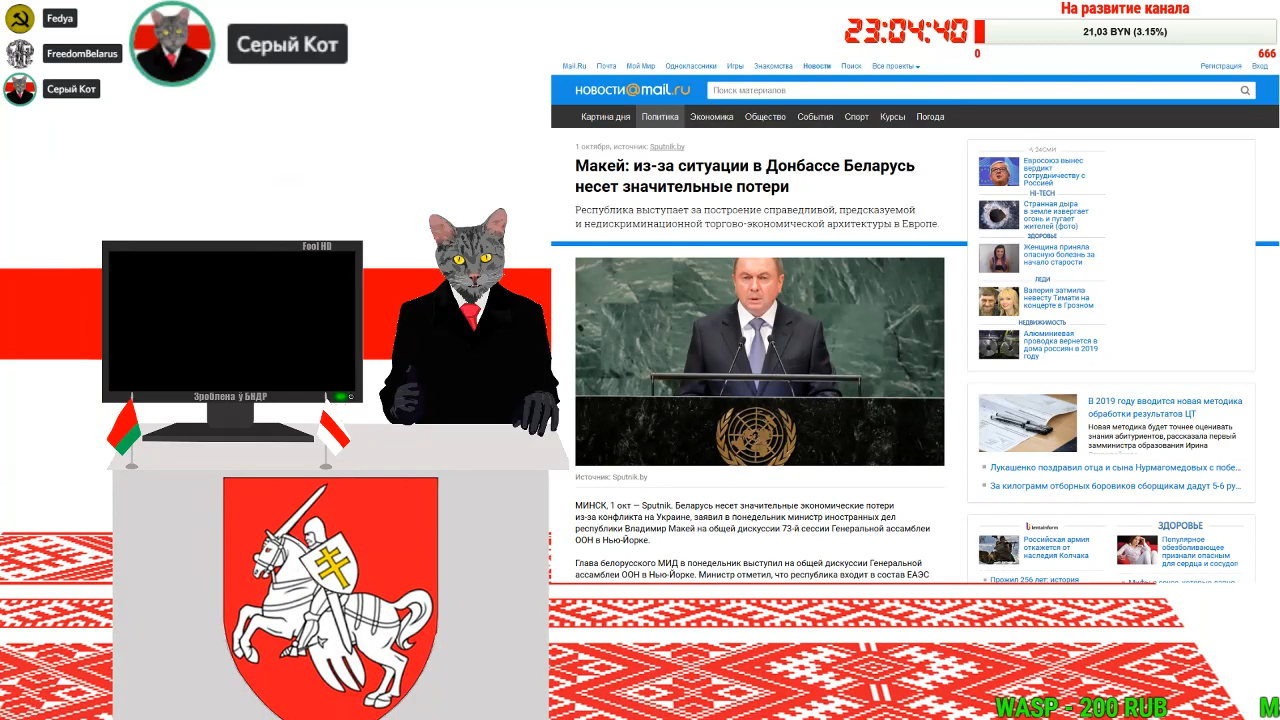 Fedya
FreedomBelarus
Серый Кот
Серый Кот
23:04:40
На развитие канала
21,03 BYN (3.15%)
0
666
Mail.Ru Почта Мой Мир Одноклассники Игры Знакомства Новости Поиск Все проекты
Регистрация Вход
НОВОСТИ@mail.ru
Поиск материалов
Картина дня Политика Экономика Общество События Спорт Курсы Погода
1 октября, источник: Sputnik.by
Макей: из-за ситуации в Донбассе Беларусь
несет значительные потери
Республика выступает за построение справедливой, предсказуемой
и недискриминационной торгово-экономической архитектуры в Европе.
Источник: Sputnik.by
МИНСК, 1 окт — Sputnik. Беларусь несет значительные экономические потери
из-за конфликта на Украине, заявил в понедельник министр иностранных дел
республики Владимир Макей на общей дискуссии 73-й сессии Генеральной ассамблеи
ООН в Нью-Йорке.
Глава белорусского МИД в понедельник выступил на общей дискуссии Генеральной
ассамблеи ООН в Нью-Йорке. Министр отметил, что республика входит в состав ЕАЭС
Евросоюз вынес
вердикт
сотрудничеству с
Россией
HI-TECH
Странная дыра
в земле извергает
огонь и пугает
жителей (фото)
ЗДОРОВЬЕ
Женщина приняла
опасную болезнь за
начало старости
ЛЕДИ
Валерия затмила
невесту Тимати на
концерте в Грозном
НЕДВИЖИМОСТЬ
Алюминиевая
проводка вернется в
дома россиян в 2019
году
В 2019 году вводится новая методика
обработки результатов ЦТ
Новая методика будет точнее оценивать
знания абитуриентов, рассказала первый
замминистра образования Ирина
Лукашенко поздравил отца и сына Нурмагомедовых с побе...
За килограмм отборных боровиков сборщикам дадут 5-6 ру...
lentainform
Российская армия
откажется от
наследия Колчака
Прожил 256 лет: история
ЗДОРОВЬЕ
Популярное
обезболивающее
признали опасным
для сердца и сосудог
Fool HD
Зроблена ў БНДР
WASP - 200 RUB
M